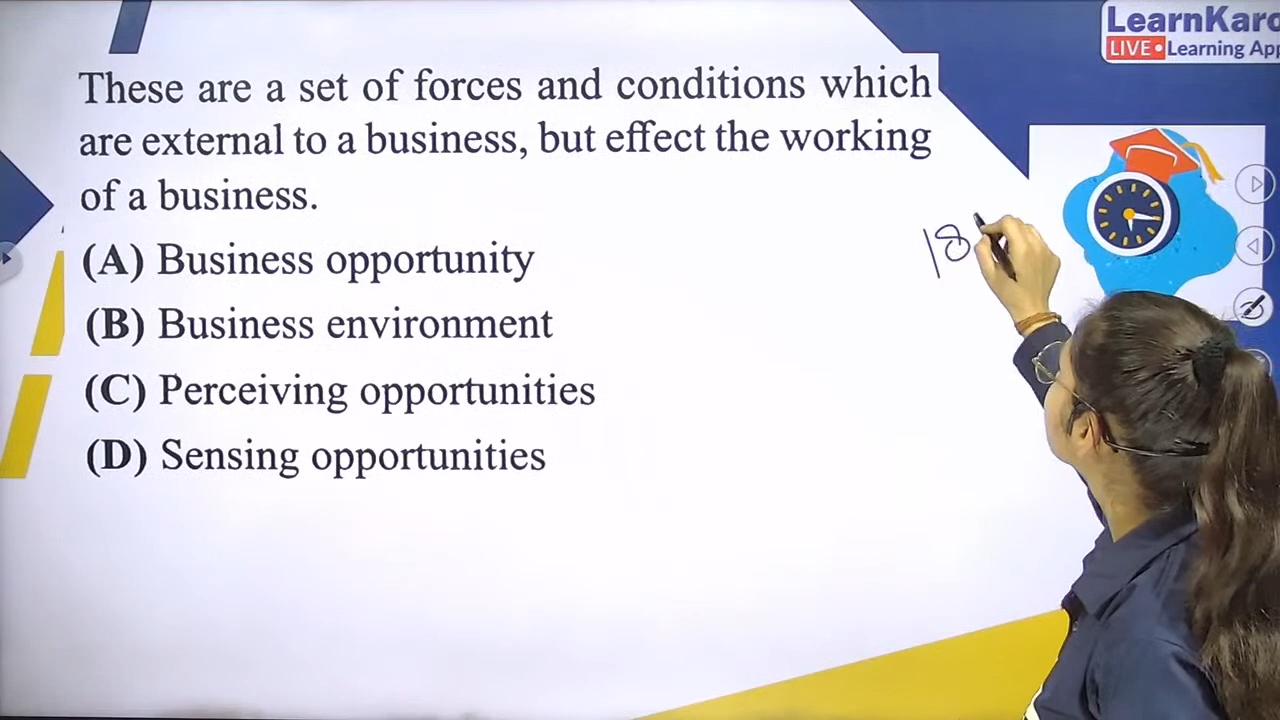 LearnKaro
LIVE• Learning App
These are a set of forces and conditions which
are external to a business, but effect the working
of a business.
(A) Business opportunity
(B) Business environment
(C) Perceiving opportunities
(D) Sensing opportunities
18